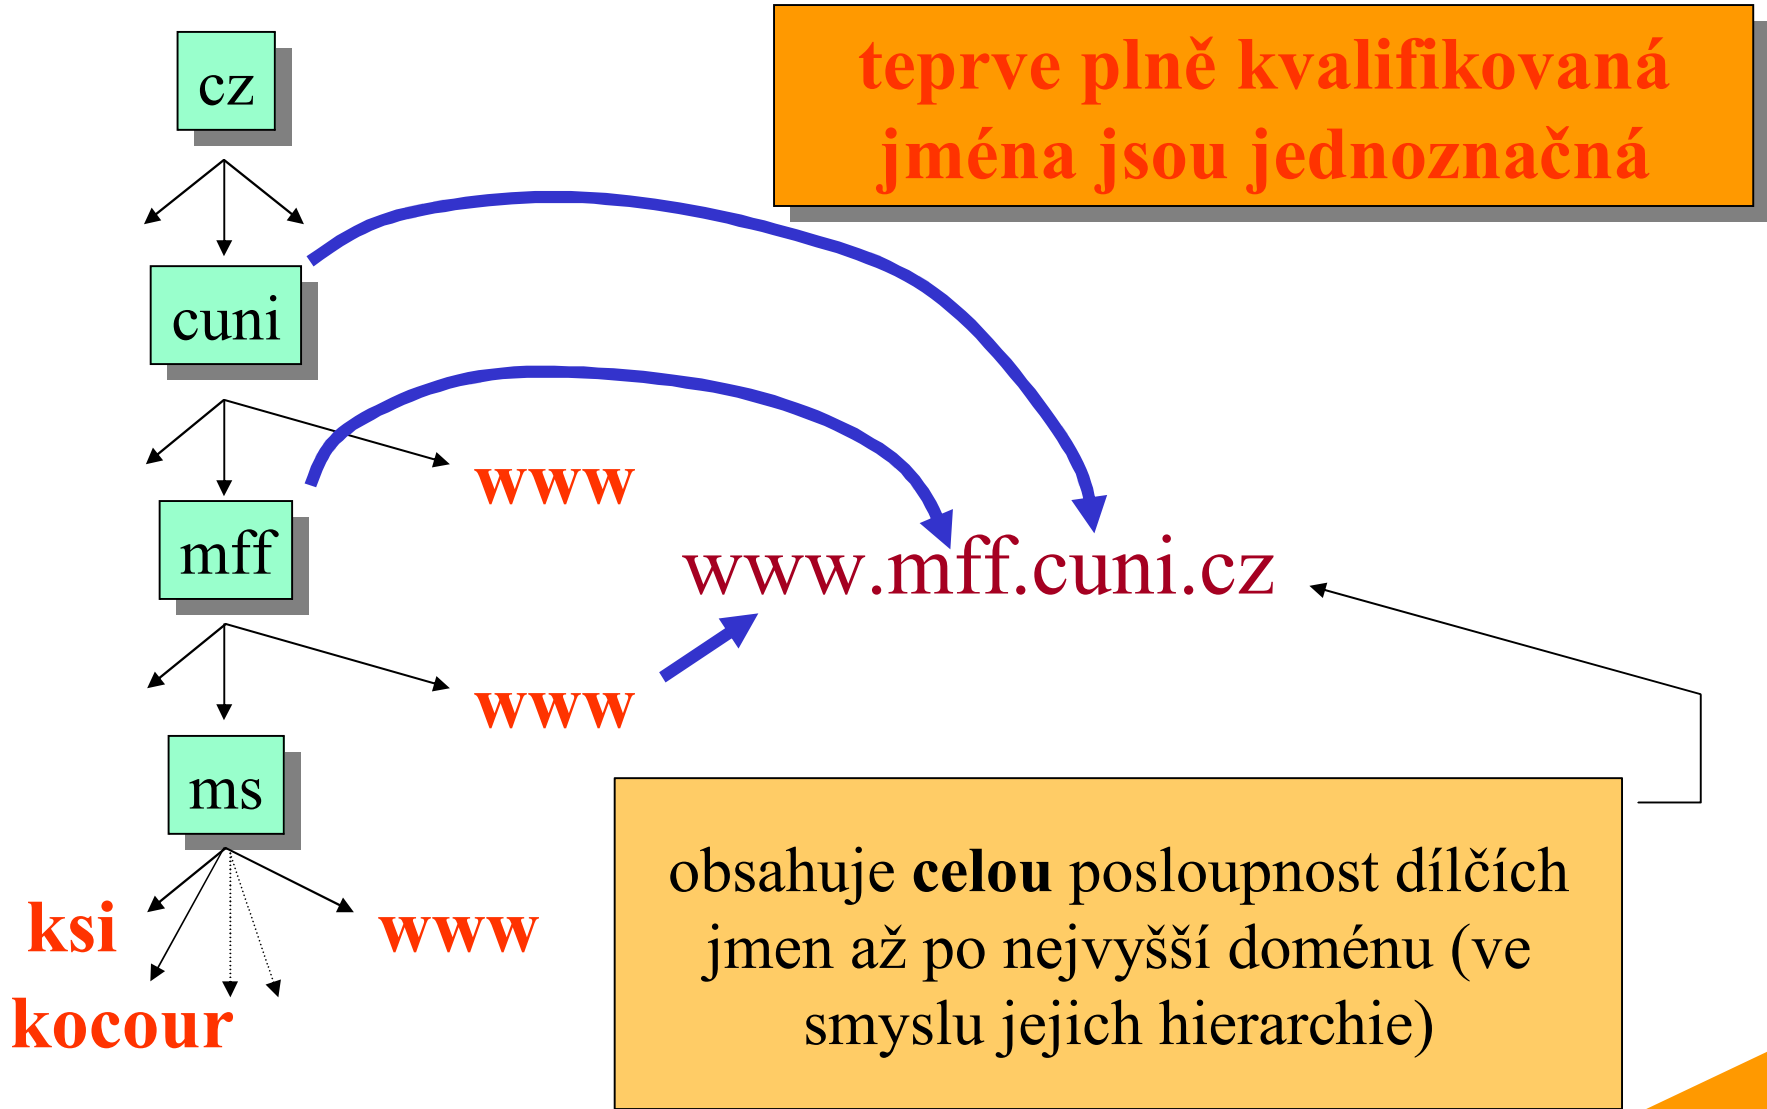 cz
teprve plně kvalifikovaná
jména jsou jednoznačná
cuni
www
mff
www.mff.cuni.cz
www
ms
ksi
www
kocour
obsahuje celou posloupnost dílčích
jmen až po nejvyšší doménu (ve
smyslu jejich hierarchie)